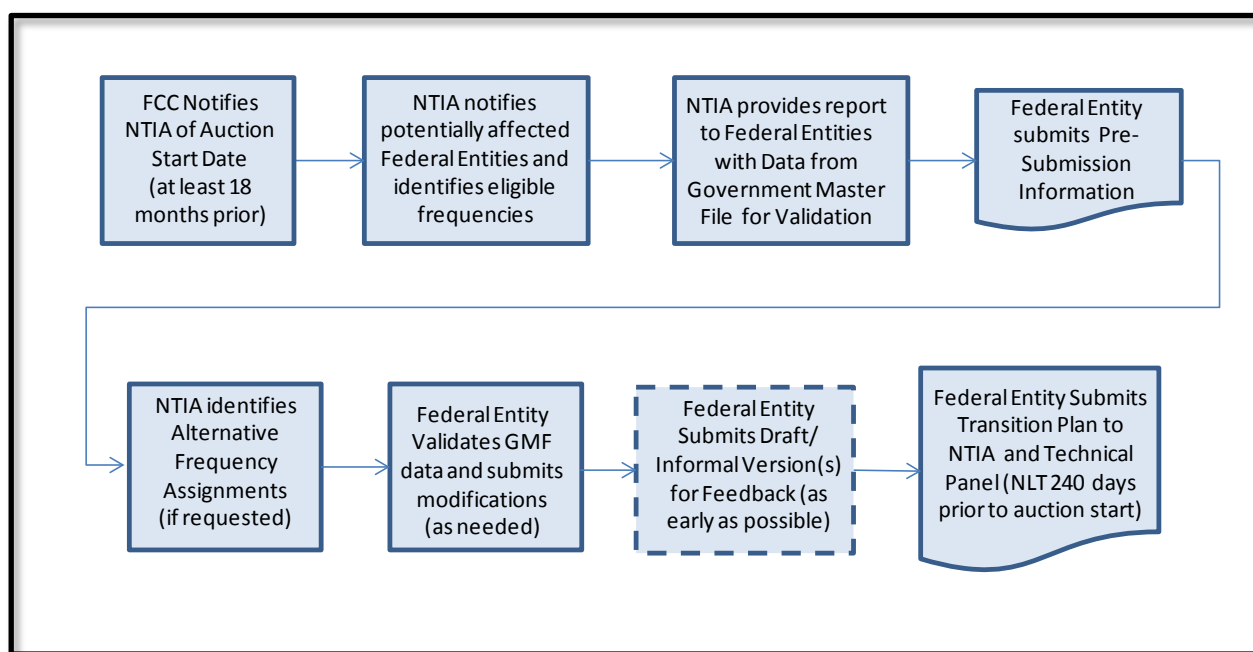 FCC Notifies
NTIA of Auction
Start Date
(at least 18
months prior)
NTIA notifies
potentially affected
Federal Entities and
identifies eligible
frequencies
NTIA provides report
to Federal Entities
with Data from
Government Master
File for Validation
Federal Entity
submits Pre-
Submission
Information
NTIA identifies
Alternative
Frequency
Assignments
(if requested)
Federal Entity
Validates GMF
data and submits
modifications
(as needed)
Federal Entity
Submits Draft/
Informal Version(s)
for Feedback (as
early as possible)
Federal Entity Submits
Transition Plan to
NTIA and Technical
Panel (NLT 240 days
prior to auction start)